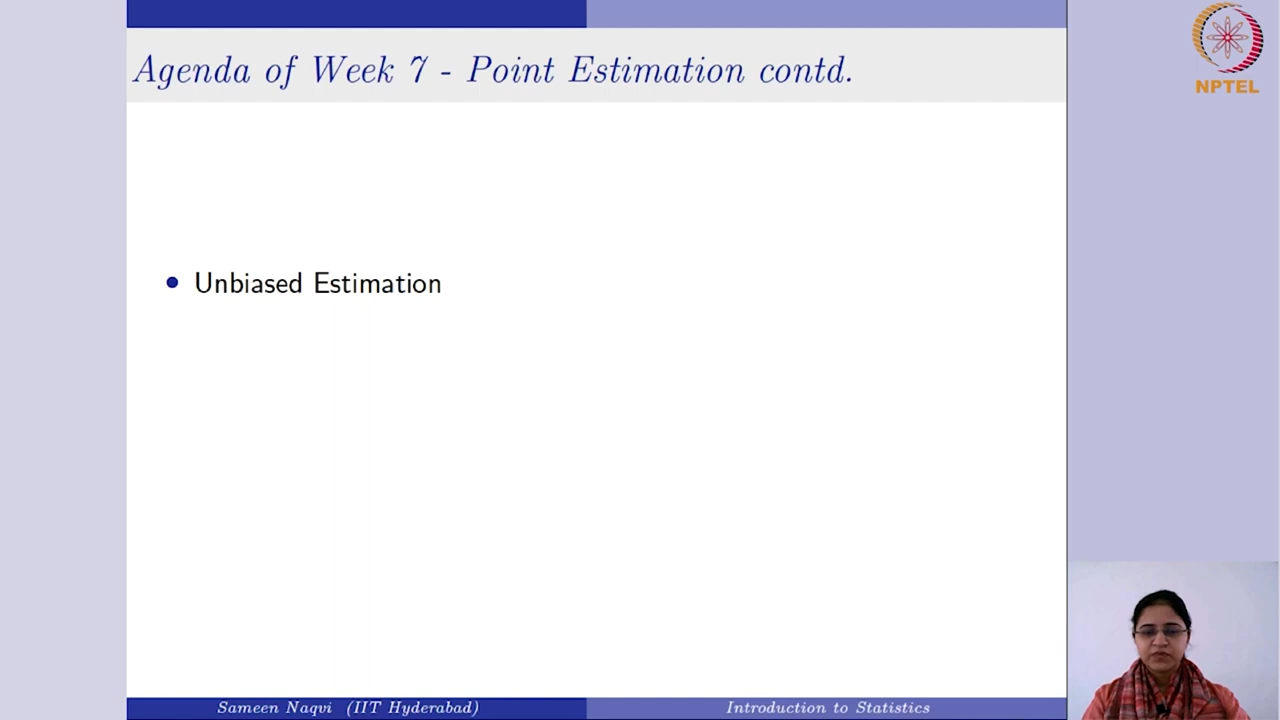 Agenda of Week 7 - Point Estimation contd.
NPTEL
• Unbiased Estimation
Sameen Naqvi (IIT Hyderabad)
Introduction to Statistics